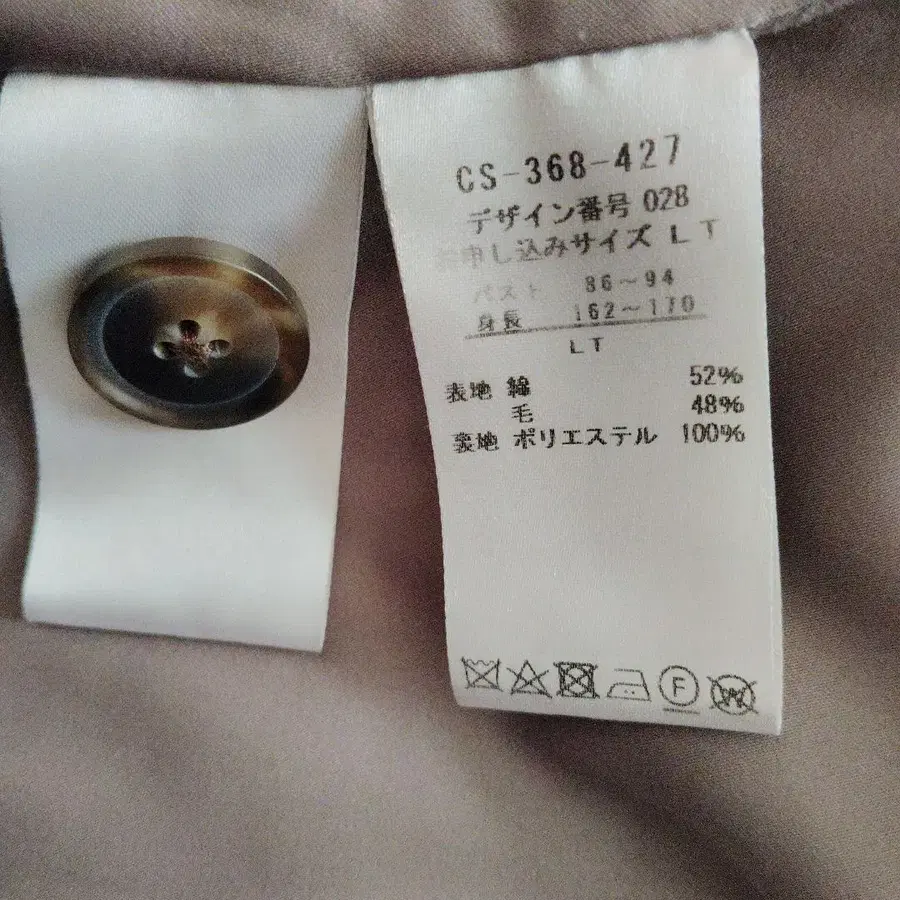 CS-368-427
デザイン番号 028
申し込みサイズ LT
バスト 86～94
身長 162～170
LT
表地 綿 52%
毛 48%
表地 ポリエステル 100%
F
W